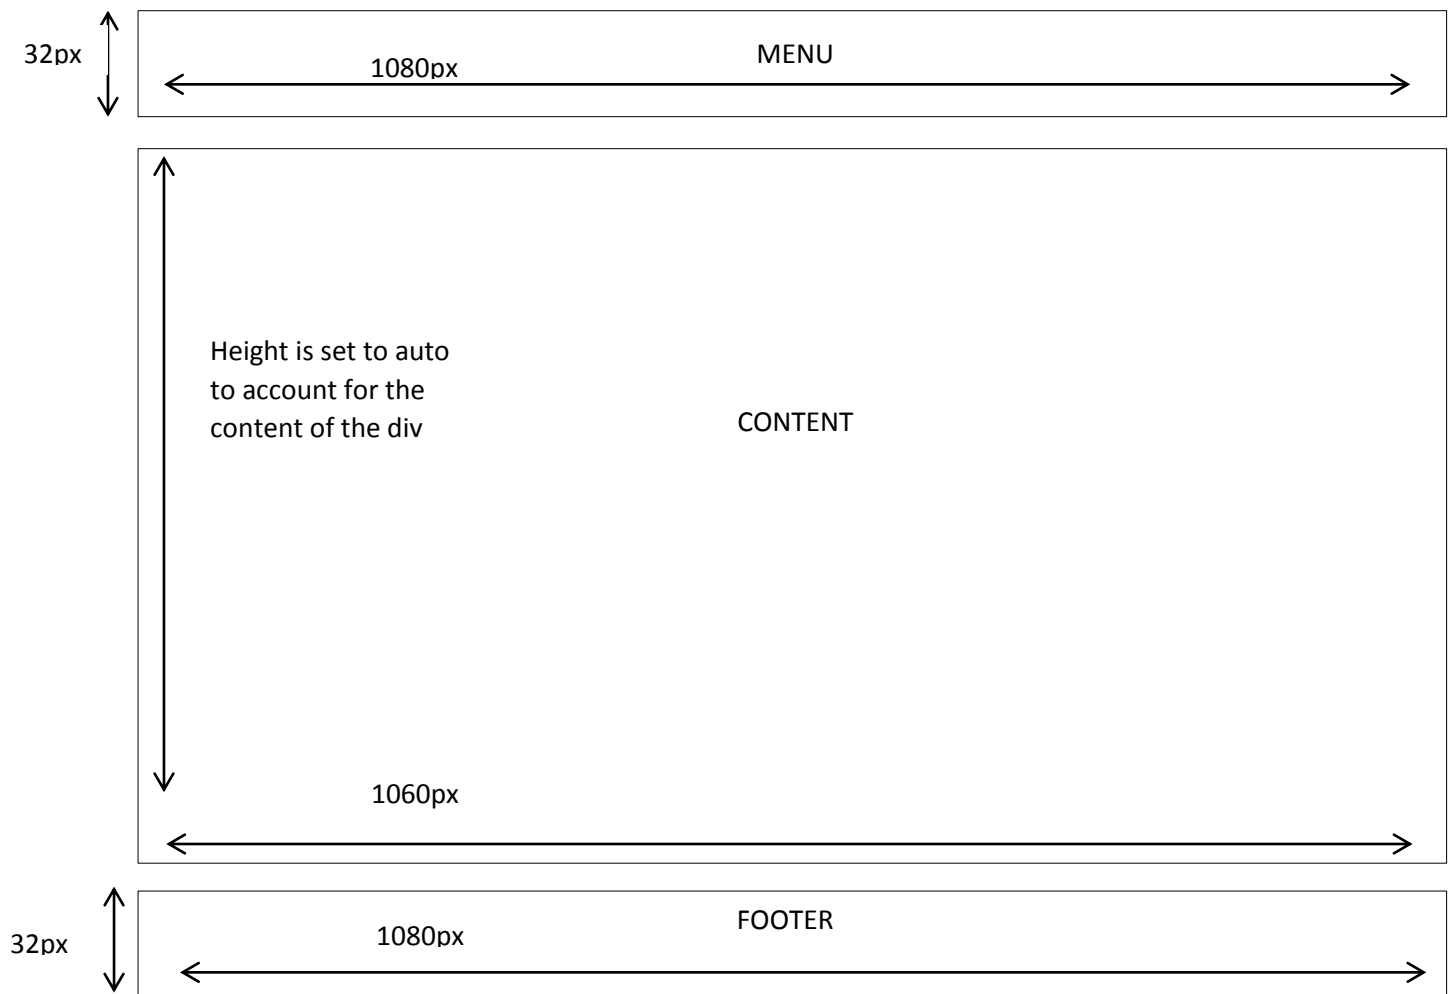 32px
MENU
1080px
Height is set to auto
to account for the
content of the div
CONTENT
1060px
FOOTER
32px
1080px